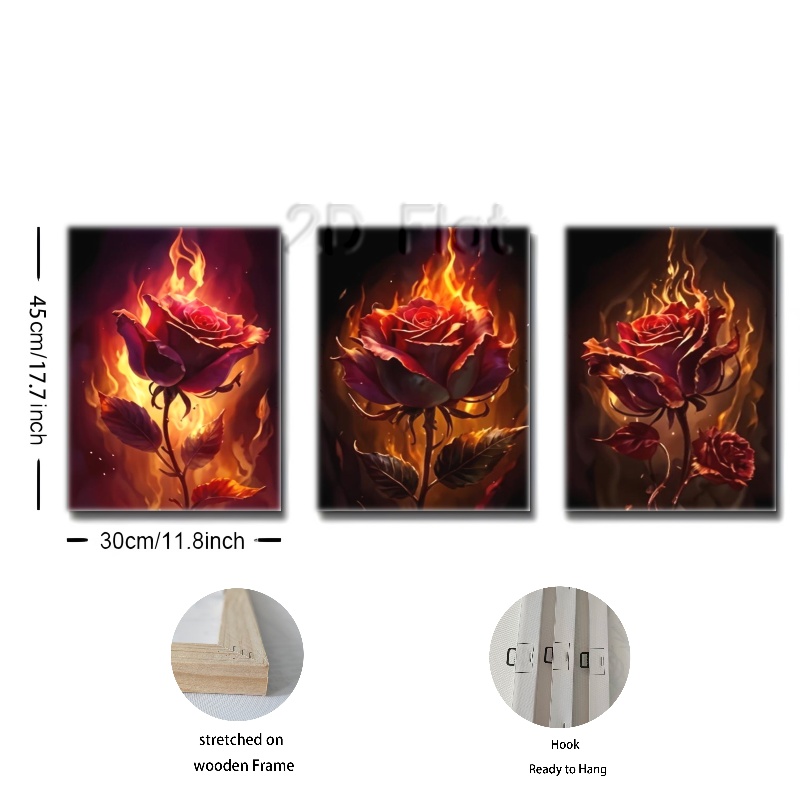 2D Flat
45cm/17.7inch
30cm/11.8inch
stretched on
wooden Frame
Hook
Ready to Hang